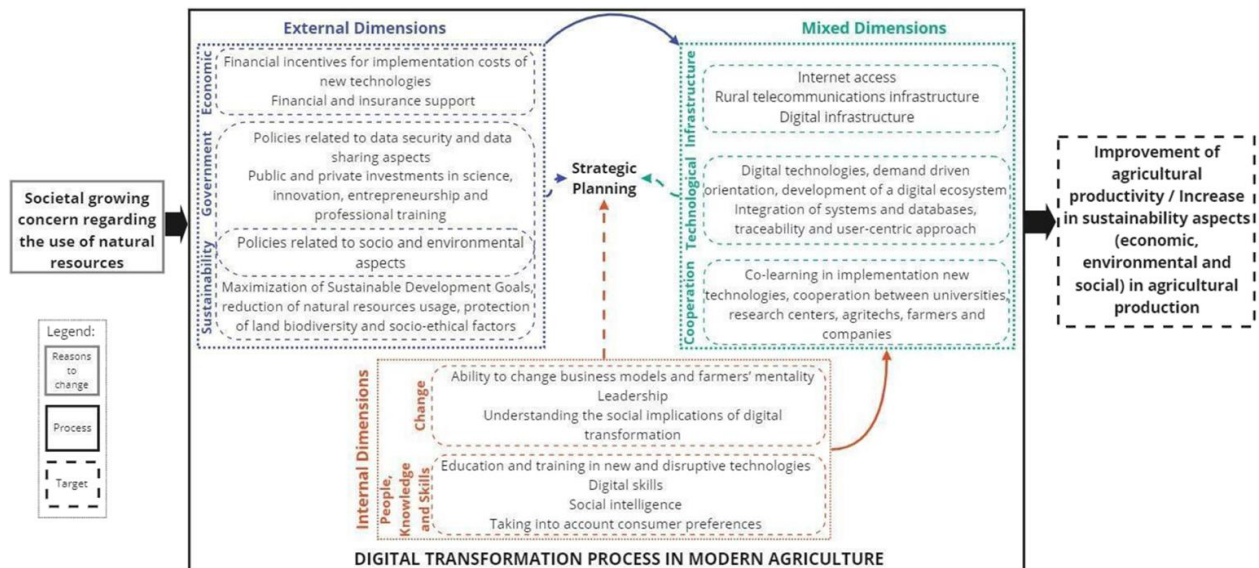 Societal growing
concern regarding
the use of natural
resources
Legend:
Reasons
to
change
Process
Target
External Dimensions
Economic
Financial incentives for implementation costs of
new technologies
Financial and insurance support
Government
Policies related to data security and data
sharing aspects
Public and private investments in science,
innovation, entrepreneurship and
professional training
Policies related to socio and environmental
aspects
Sustainability
Maximization of Sustainable Development Goals,
reduction of natural resources usage, protection
of land biodiversity and socio-ethical factors
Strategic
Planning
Mixed Dimensions
Infrastructure
Internet access
Rural telecommunications infrastructure
Digital infrastructure
Technological
Digital technologies, demand driven
orientation, development of a digital ecosystem
Integration of systems and databases,
traceability and user-centric approach
Cooperation
Co-learning in implementation new
technologies, cooperation between universities,
research centers, agritechs, farmers and
companies
Internal Dimensions
Change
Ability to change business models and farmers' mentality
Leadership
Understanding the social implications of digital
transformation
People,
Knowledge
and Skills
Education and training in new and disruptive technologies
Digital skills
Social intelligence
Taking into account consumer preferences
DIGITAL TRANSFORMATION PROCESS IN MODERN AGRICULTURE
Improvement of
agricultural
productivity / Increase
in sustainability aspects
(economic,
environmental and
social) in agricultural
production